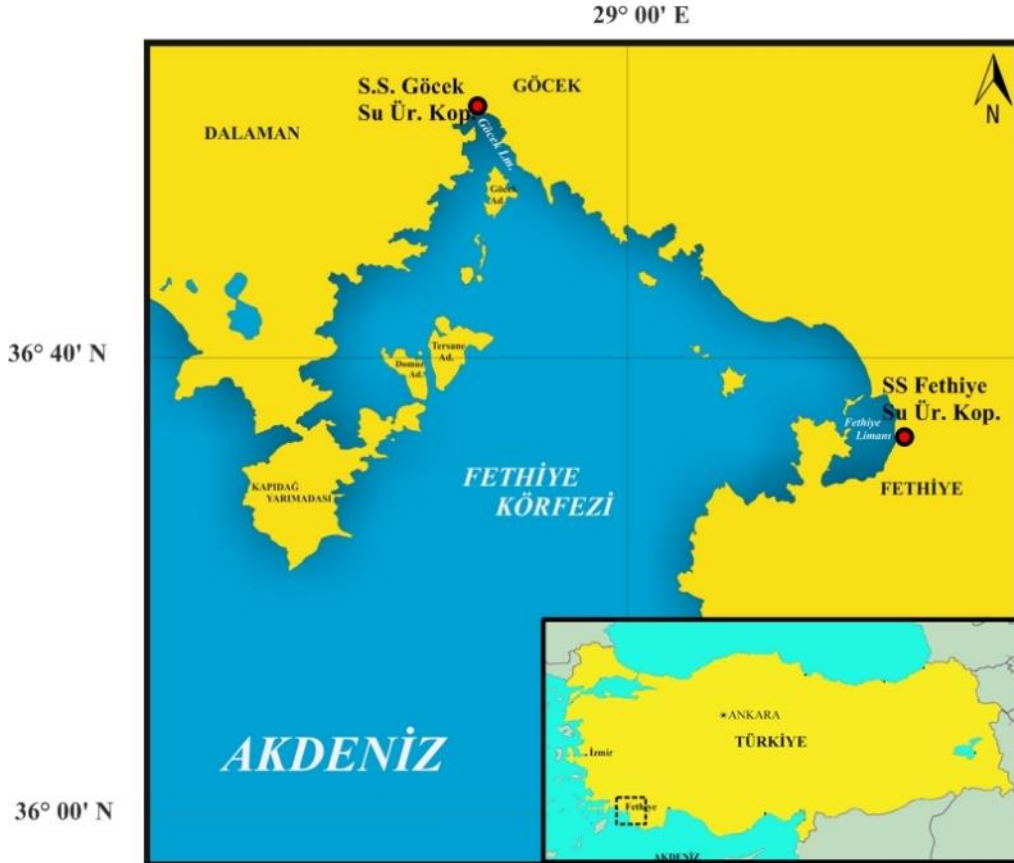 29° 00' E
S.S. Göcek
Su Ür. Kop.
GÖCEK
N
DALAMAN
Göcek Lm.
Göcek
Ad.
36° 40' N
Tersane
Ad.
Domuz
Ad.
SS Fethiye
Su Ür. Kop.
Fethiye
Limanı
FETHİYE
KAPIDAĞ
YARIMADASI
FETHİYE
KÖRFEZİ
AKDENİZ
36° 00' N
ANKARA
TÜRKİYE
İzmir
Fethiye
AKDENİZ